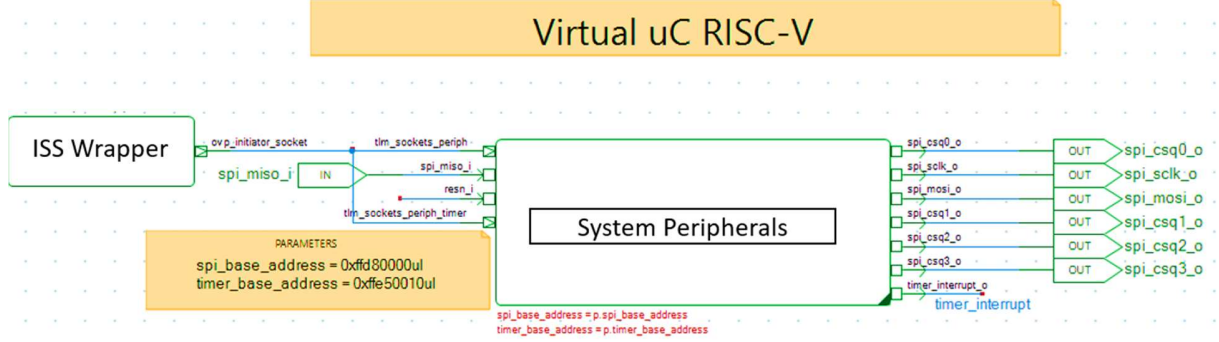 Virtual uC RISC-V
ISS Wrapper
ovp_initiator_socket
tlm_sockets_periph
spi_miso_i
IN
spi_miso_i
resn_i
tlm_sockets_periph_timer
System Peripherals
spi_csq0_o
OUT
spi_csq0_o
spi_sclk_o
OUT
spi_sclk_o
spi_mosi_o
OUT
spi_mosi_o
spi_csq1_o
OUT
spi_csq1_o
spi_csq2_o
OUT
spi_csq2_o
spi_csq3_o
OUT
spi_csq3_o
timer_interrupt_o
timer_interrupt
PARAMETERS
spi_base_address = 0xffd80000ul
timer_base_address = 0xffe50010ul
spi_base_address = p.spi_base_address
timer_base_address = p.timer_base_address